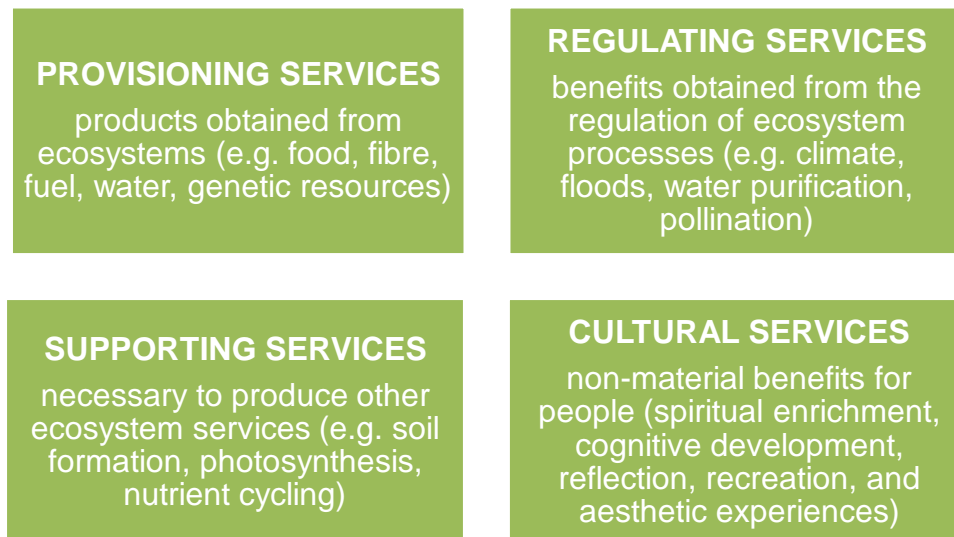 PROVISIONING SERVICES
products obtained from
ecosystems (e.g. food, fibre,
fuel, water, genetic resources)
REGULATING SERVICES
benefits obtained from the
regulation of ecosystem
processes (e.g. climate,
floods, water purification,
pollination)
SUPPORTING SERVICES
necessary to produce other
ecosystem services (e.g. soil
formation, photosynthesis,
nutrient cycling)
CULTURAL SERVICES
non-material benefits for
people (spiritual enrichment,
cognitive development,
reflection, recreation, and
aesthetic experiences)